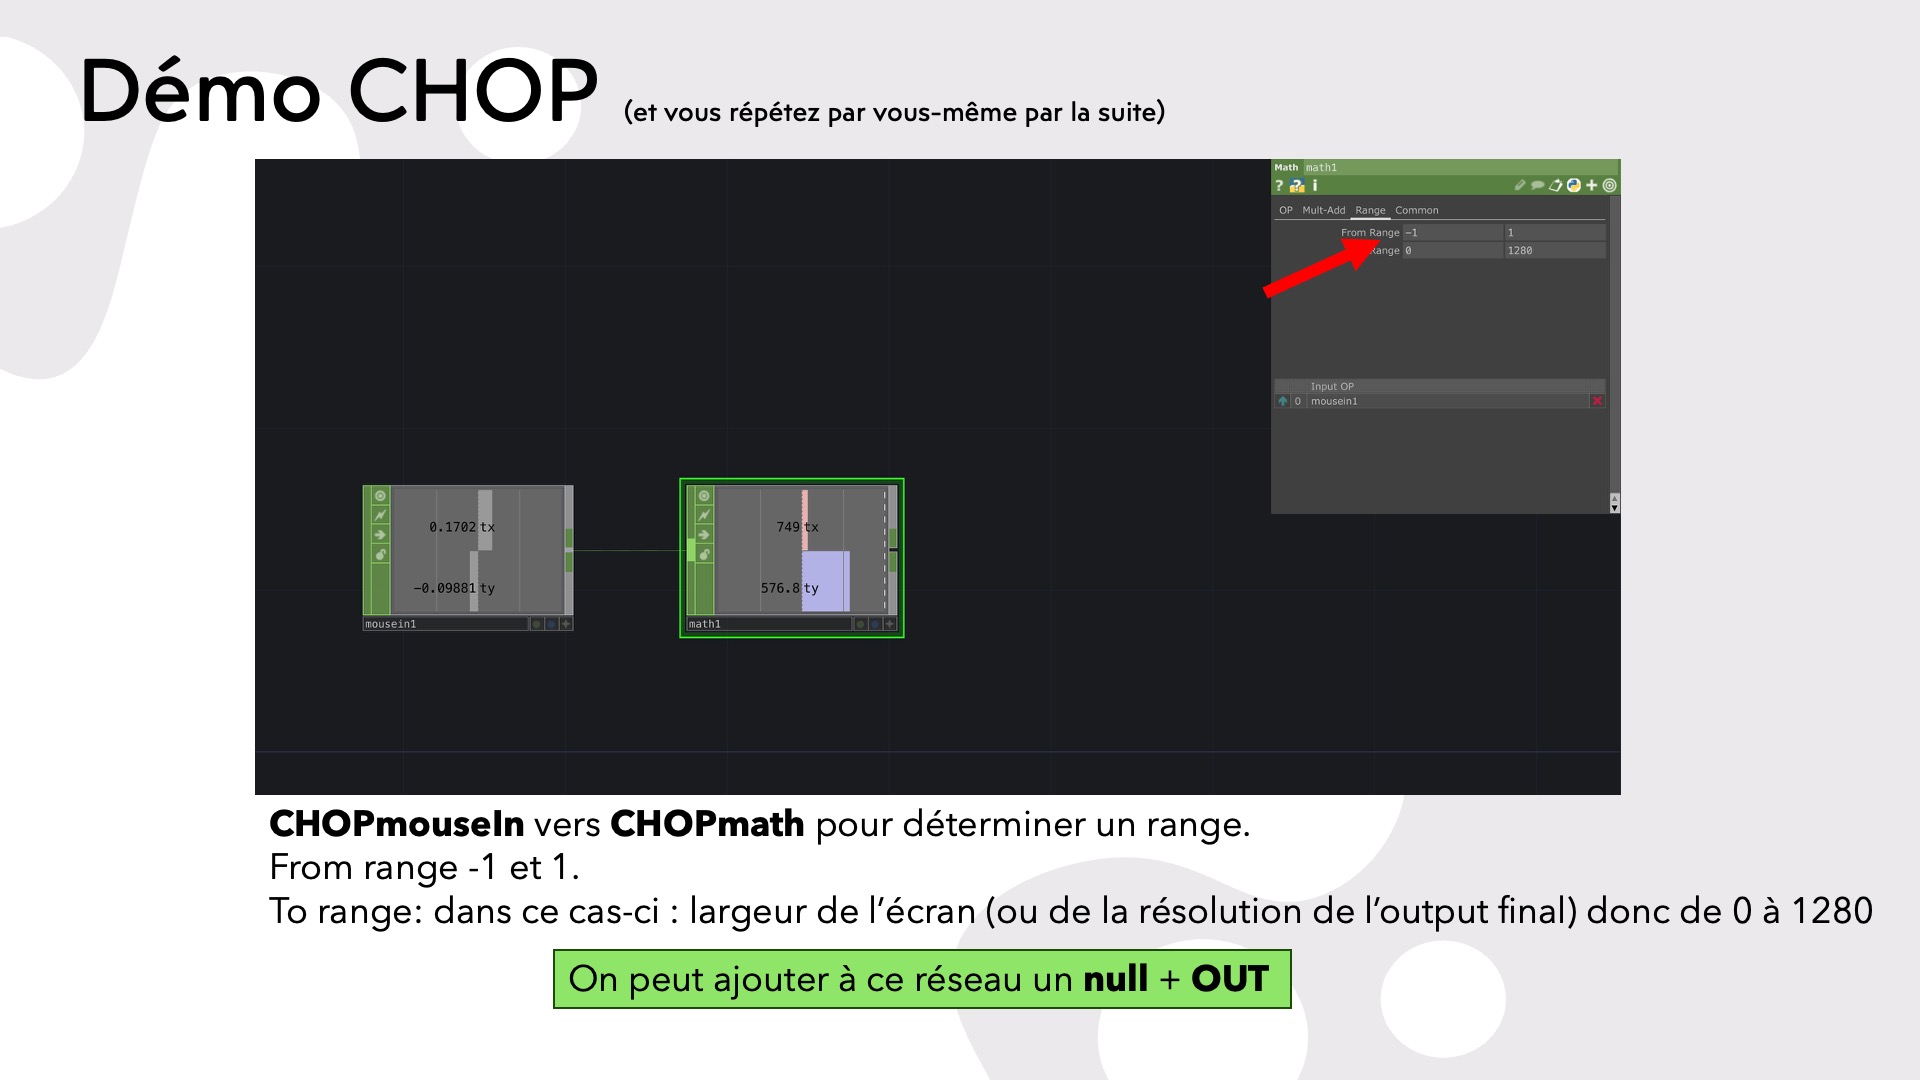 Démo CHOP (et vous répétez par vous-même par la suite)
Math math1
? ? i
OP Mult-Add Range Common
From Range -1 1
Range 0 1280
Input OP
0 mousein1
0.1702 tx
-0.09881 ty
mousein1
749 tx
576.8 ty
math1
CHOPmouseIn vers CHOPmath pour déterminer un range.
From range -1 et 1.
To range: dans ce cas-ci : largeur de l’écran (ou de la résolution de l’output final) donc de 0 à 1280
On peut ajouter à ce réseau un null + OUT